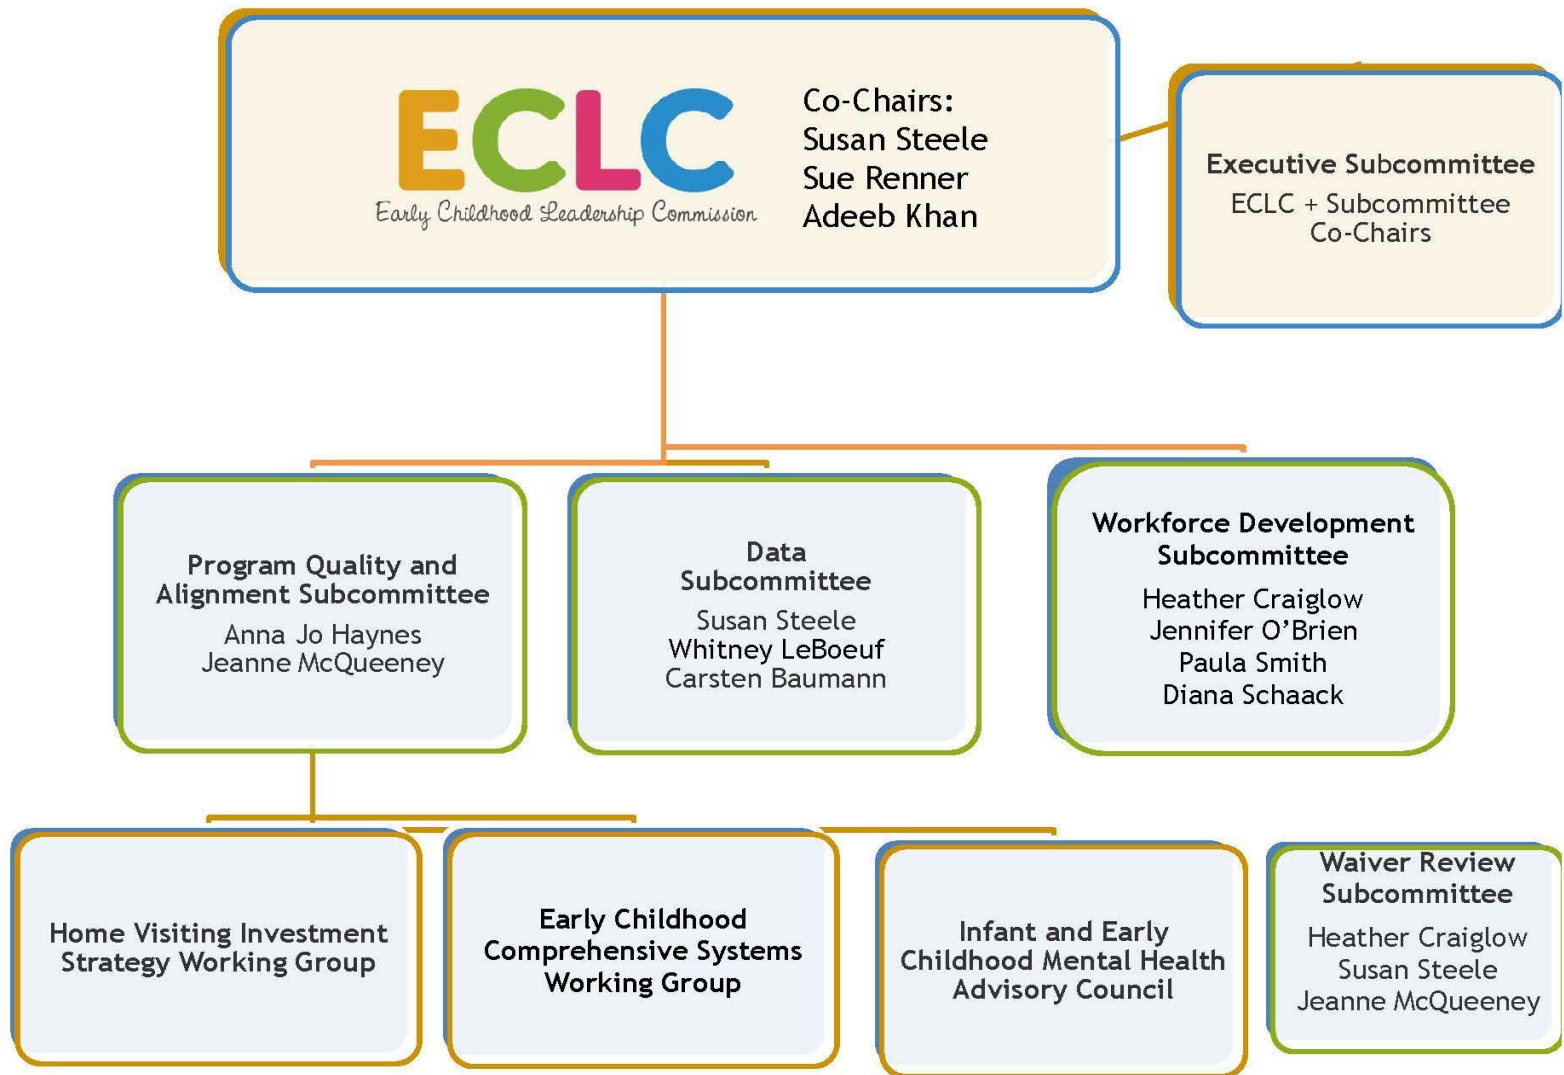 ECLC
Early Childhood Leadership Commission
Co-Chairs:
Susan Steele
Sue Renner
Adeeb Khan
Executive Subcommittee
ECLC + Subcommittee
Co-Chairs
Program Quality and
Alignment Subcommittee
Anna Jo Haynes
Jeanne McQueeney
Data
Subcommittee
Susan Steele
Whitney LeBoeuf
Carsten Baumann
Workforce Development
Subcommittee
Heather Craiglow
Jennifer O’Brien
Paula Smith
Diana Schaack
Home Visiting Investment
Strategy Working Group
Early Childhood
Comprehensive Systems
Working Group
Infant and Early
Childhood Mental Health
Advisory Council
Waiver Review
Subcommittee
Heather Craiglow
Susan Steele
Jeanne McQueeney